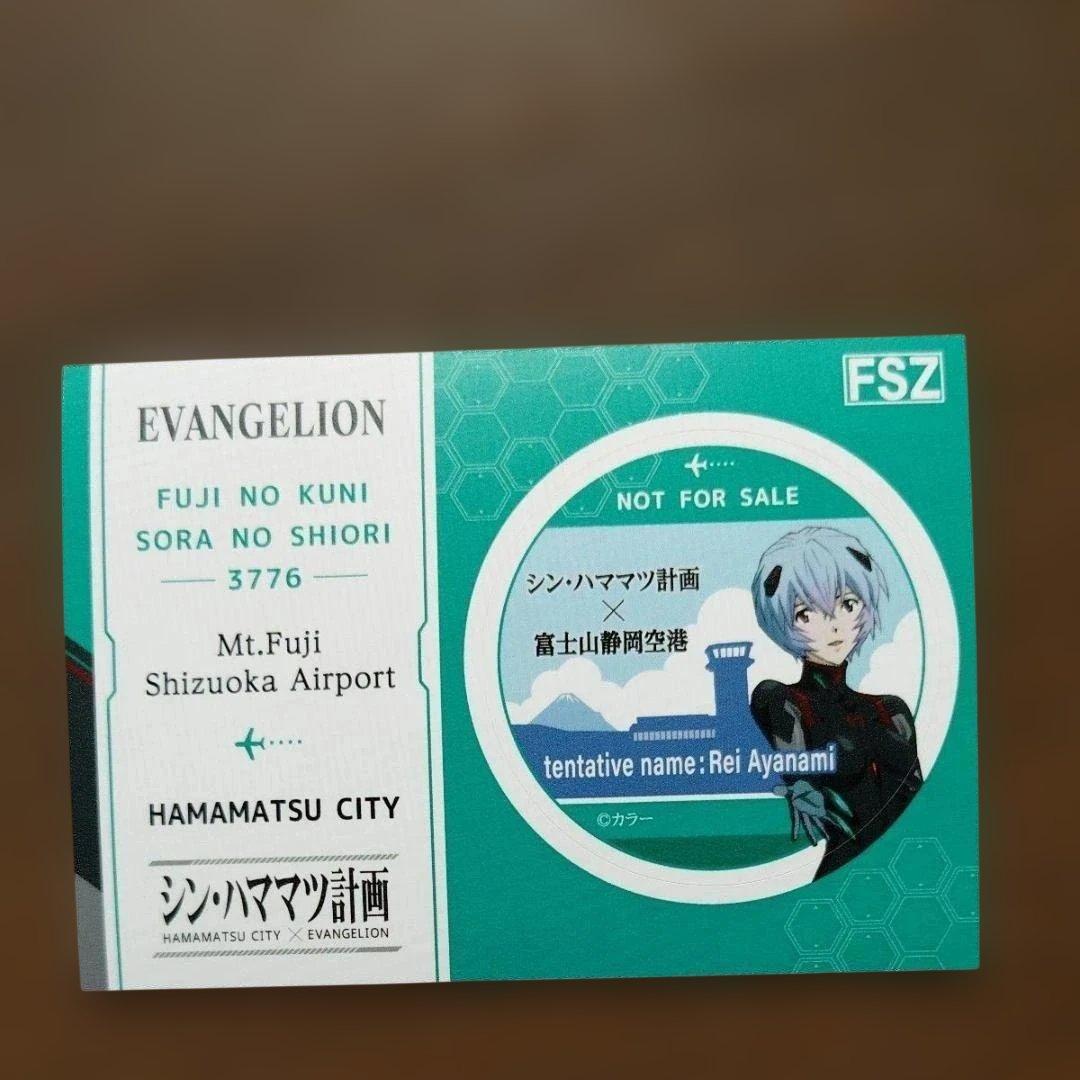 EVANGELION
FUJI NO KUNI
SORA NO SHIORI
3776
Mt.Fuji
Shizuoka Airport
HAMAMATSU CITY
シン・ハママツ計画
HAMAMATSU CITY × EVANGELION
FSZ
NOT FOR SALE
シン・ハママツ計画
×
富士山静岡空港
tentative name:Rei Ayanami
©カラー